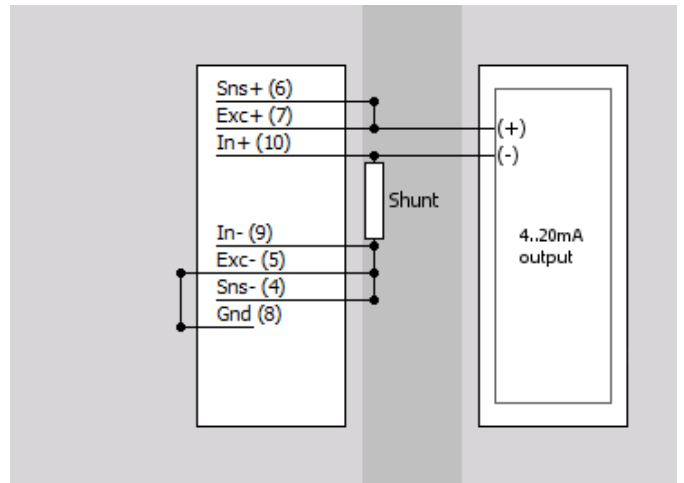 Sns+ (6)
Exc+ (7)
In+ (10)
(+)
(-)
Shunt
In- (9)
Exc- (5)
Sns- (4)
Gnd (8)
4..20mA
output